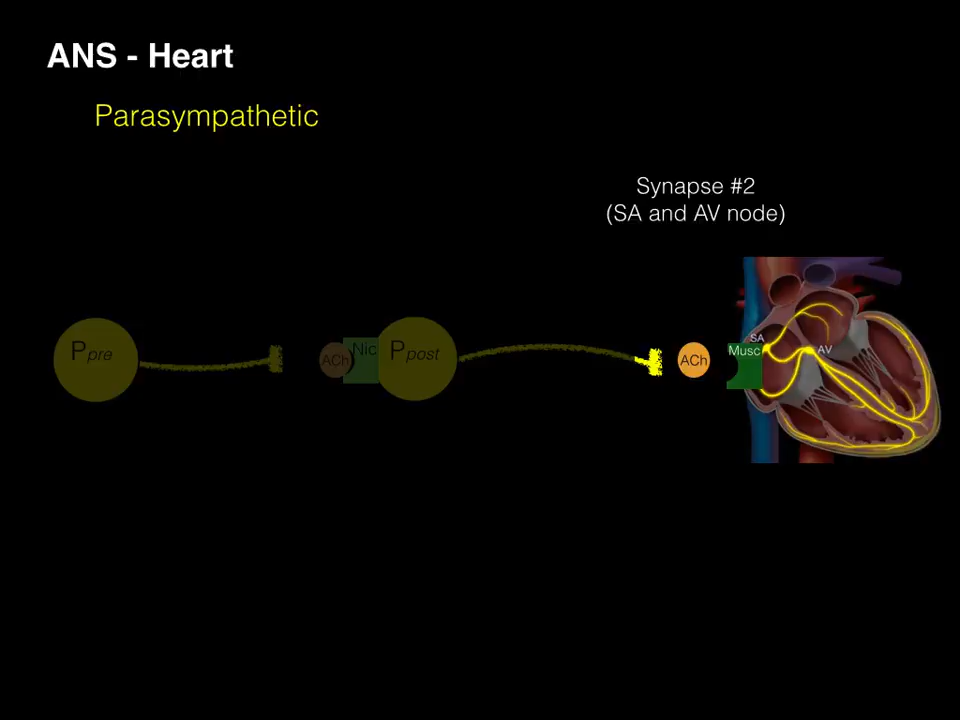 ANS - Heart
Parasympathetic
Synapse #2
(SA and AV node)
Ppre
ACh
Nic
Ppost
ACh
Musc
SA
AV